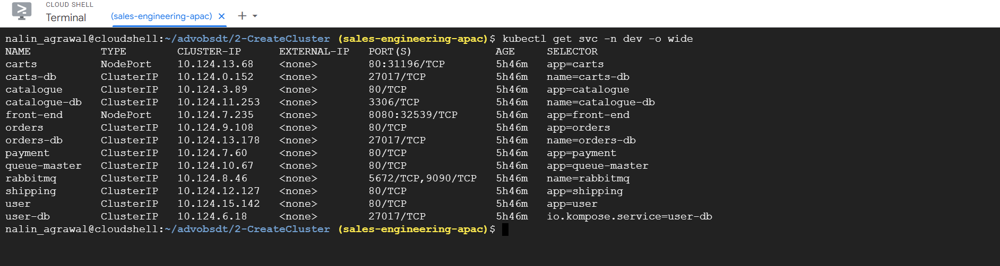 CLOUD SHELL
Terminal
(sales-engineering-apac)
nalin_agrawal@cloudshell:~/advobsdt/2-CreateCluster (sales-engineering-apac)$ kubectl get svc -n dev -o wide
NAME TYPE CLUSTER-IP EXTERNAL-IP PORT(S) AGE SELECTOR
carts NodePort 10.124.13.68 <none> 80:31196/TCP 5h46m app=carts
carts-db ClusterIP 10.124.0.152 <none> 27017/TCP 5h46m name=carts-db
catalogue ClusterIP 10.124.3.89 <none> 80/TCP 5h46m app=catalogue
catalogue-db ClusterIP 10.124.11.253 <none> 3306/TCP 5h46m name=catalogue-db
front-end NodePort 10.124.7.235 <none> 8080:32539/TCP 5h46m app=front-end
orders ClusterIP 10.124.9.108 <none> 80/TCP 5h46m app=orders
orders-db ClusterIP 10.124.13.178 <none> 27017/TCP 5h46m name=orders-db
payment ClusterIP 10.124.7.60 <none> 80/TCP 5h46m app=payment
queue-master ClusterIP 10.124.10.67 <none> 80/TCP 5h46m app=queue-master
rabbitmq ClusterIP 10.124.8.46 <none> 5672/TCP,9090/TCP 5h46m name=rabbitmq
shipping ClusterIP 10.124.12.127 <none> 80/TCP 5h46m app=shipping
user ClusterIP 10.124.15.142 <none> 80/TCP 5h46m app=user
user-db ClusterIP 10.124.6.18 <none> 27017/TCP 5h46m io.kompose.service=user-db
nalin_agrawal@cloudshell:~/advobsdt/2-CreateCluster (sales-engineering-apac)$